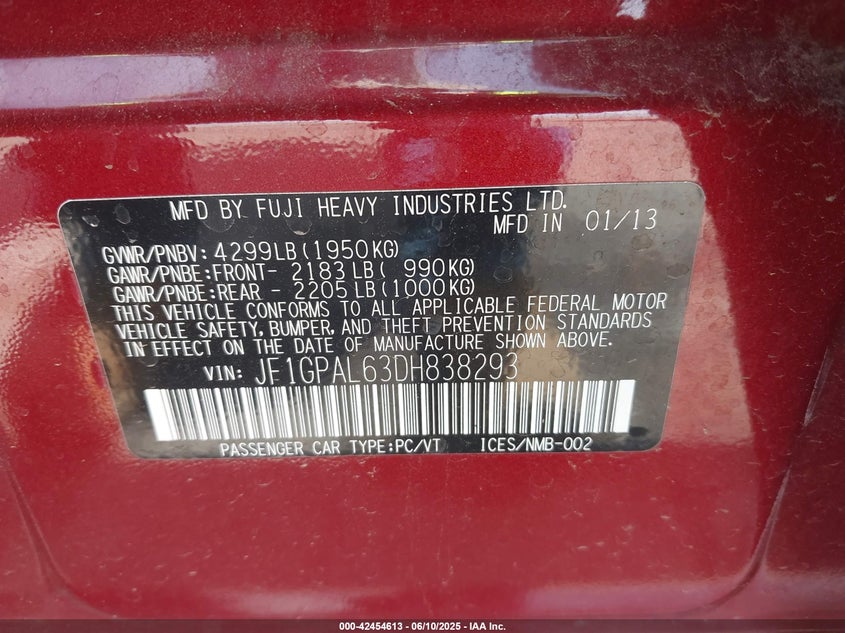 MFD BY FUJI HEAVY INDUSTRIES LTD.
MFD IN 01/13
GVWR/PNBV: 4299LB (1950KG)
GAWR/PNBE:FRONT- 2183 LB ( 990KG)
GAWR/PNBE:REAR - 2205 LB (1000KG)
THIS VEHICLE CONFORMS TO ALL APPLICABLE FEDERAL MOTOR
VEHICLE SAFETY, BUMPER, AND THEFT PREVENTION STANDARDS
IN EFFECT ON THE DATE OF MANUFACTURE SHOWN ABOVE.
VIN: JF1GPAL63DH838293
PASSENGER CAR TYPE:PC/VT ICES/NMB-002
000-42454613 - 06/10/2025 - IAA Inc.